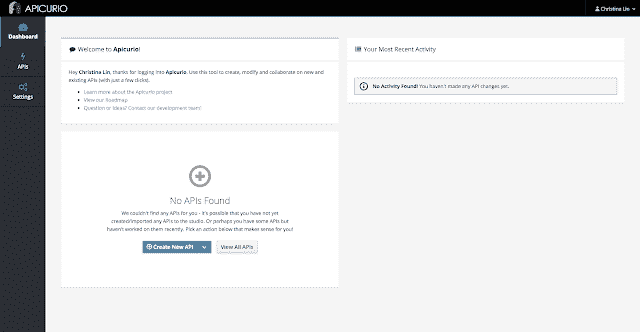 APICURIO
Christina Lin
Dashboard
APIs
Settings
Welcome to Apicurio!
Hey Christina Lin, thanks for logging into Apicurio. Use this tool to create, modify and collaborate on new and
existing APIs (with just a few clicks).
Learn more about the Apicurio project
View our Roadmap
Question or Ideas? Contact our development team!
Your Most Recent Activity
No Activity Found! You haven't made any API changes yet.
No APIs Found
We couldn't find any APIs for you - it's possible that you have not yet
created/imported any APIs to the studio. Or perhaps you have some APIs but
haven't worked on them recently. Pick an action below that makes sense for you!
Create New API
View All APIs